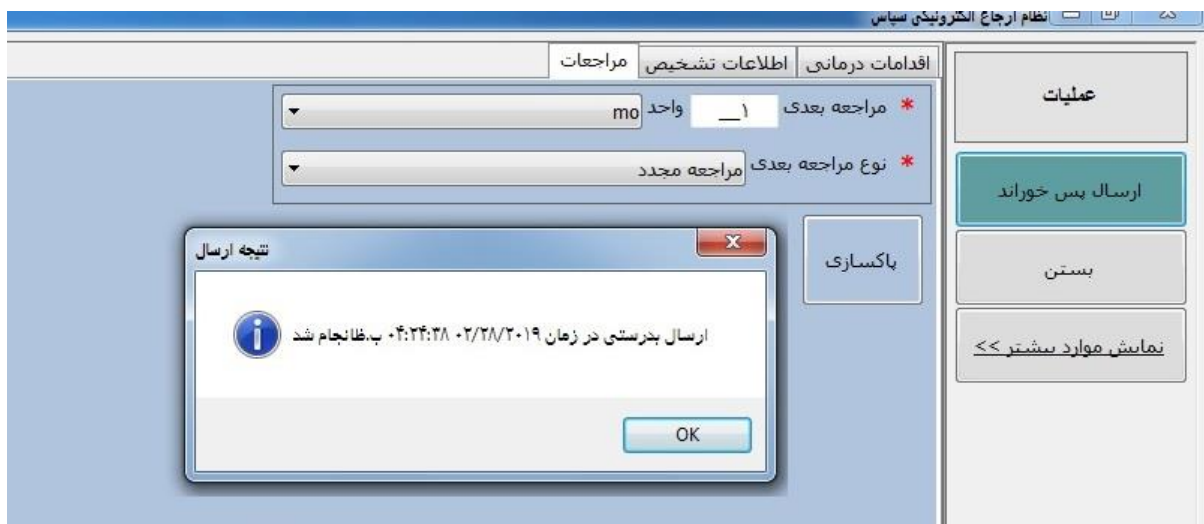 نظام ارجاع الکترونیکی سپاس
اقدامات درمانی اطلاعات تشخیص مراجعات
عملیات
* مراجعه بعدی ۱__ واحد mo
* نوع مراجعه بعدی مراجعه مجدد
ارسال پس خوراند
پاکسازی
بستن
نمایش موارد بیشتر >>
نتیجه ارسال
ارسال بدرستی در زمان ۰۲/۲۸/۲۰۱۹ ۰۴:۲۴:۳۸ ب.ظانجام شد
OK